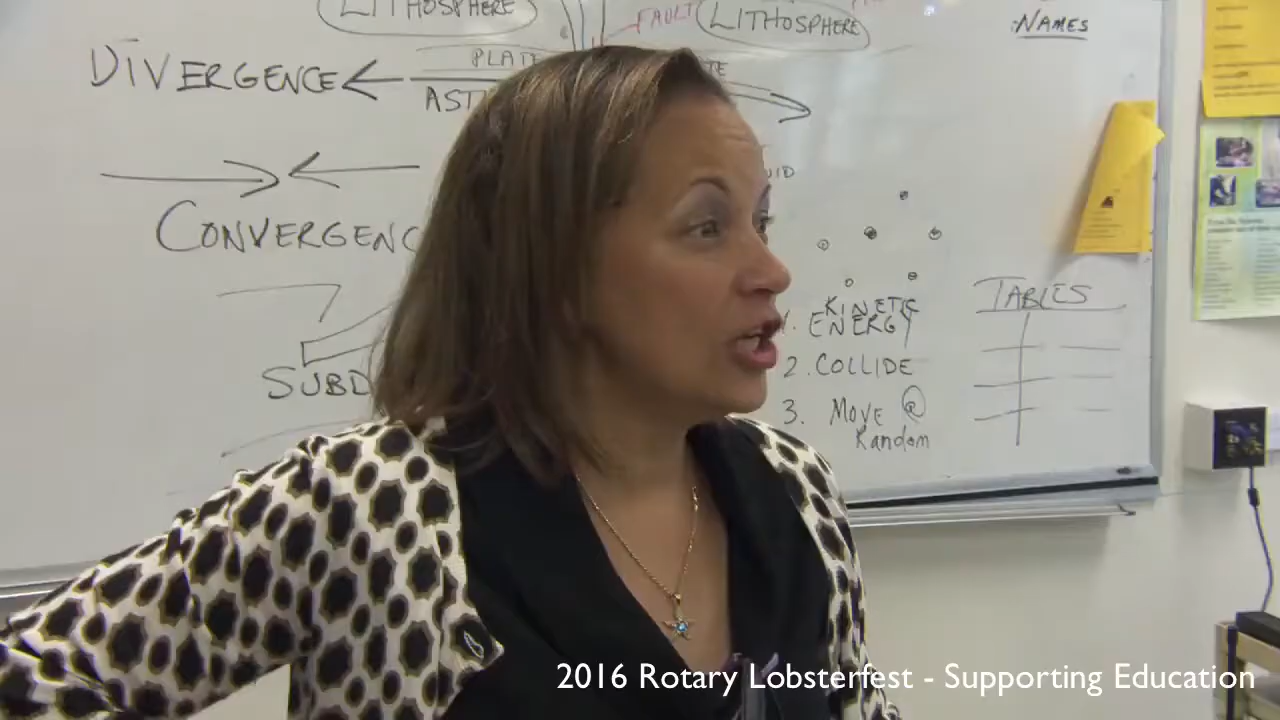 LITHOSPHERE
FAULT
LITHOSPHERE
NAMES
DIVERGENCE
PLATE
CONVERGENC
SUBD
KINETIC
ENERGY
2. COLLIDE
3. MOVE @
Random
TABLES
2016 Rotary Lobsterfest - Supporting Education